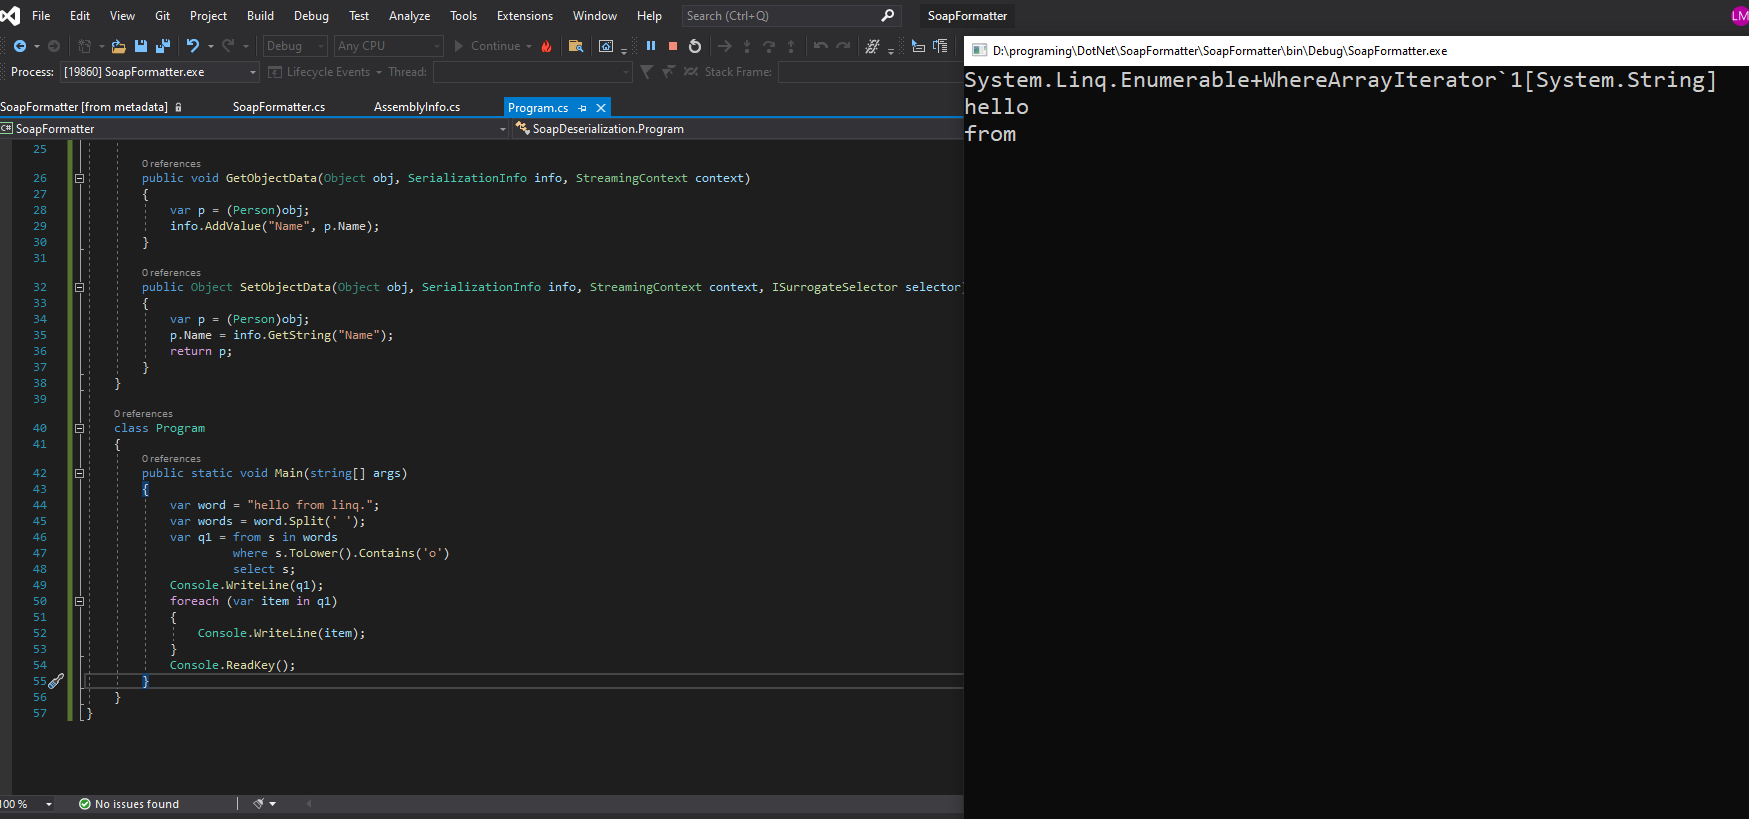 File Edit View Git Project Build Debug Test Analyze Tools Extensions Window Help Search (Ctrl+Q) SoapFormatter LM
Debug Any CPU Continue
Process: [19860] SoapFormatter.exe Lifecycle Events Thread: Stack Frame:
SoapFormatter [from metadata] SoapFormatter.cs AssemblyInfo.cs Program.cs
C# SoapFormatter SoapDeserialization.Program
25
0 references
26 public void GetObjectData(Object obj, SerializationInfo info, StreamingContext context)
27 {
28 var p = (Person)obj;
29 info.AddValue("Name", p.Name);
30 }
31
0 references
32 public Object SetObjectData(Object obj, SerializationInfo info, StreamingContext context, ISurrogateSelector selector)
33 {
34 var p = (Person)obj;
35 p.Name = info.GetString("Name");
36 return p;
37 }
38 }
39
0 references
40 class Program
41 {
0 references
42 public static void Main(string[] args)
43 {
44 var word = "hello from linq.";
45 var words = word.Split(' ');
46 var q1 = from s in words
47 where s.ToLower().Contains('o')
48 select s;
49 Console.WriteLine(q1);
50 foreach (var item in q1)
51 {
52 Console.WriteLine(item);
53 }
54 Console.ReadKey();
55 }
56 }
57 }
100 % No issues found
D:\programing\DotNet\SoapFormatter\SoapFormatter\bin\Debug\SoapFormatter.exe
System.Linq.Enumerable+WhereArrayIterator`1[System.String]
hello
from